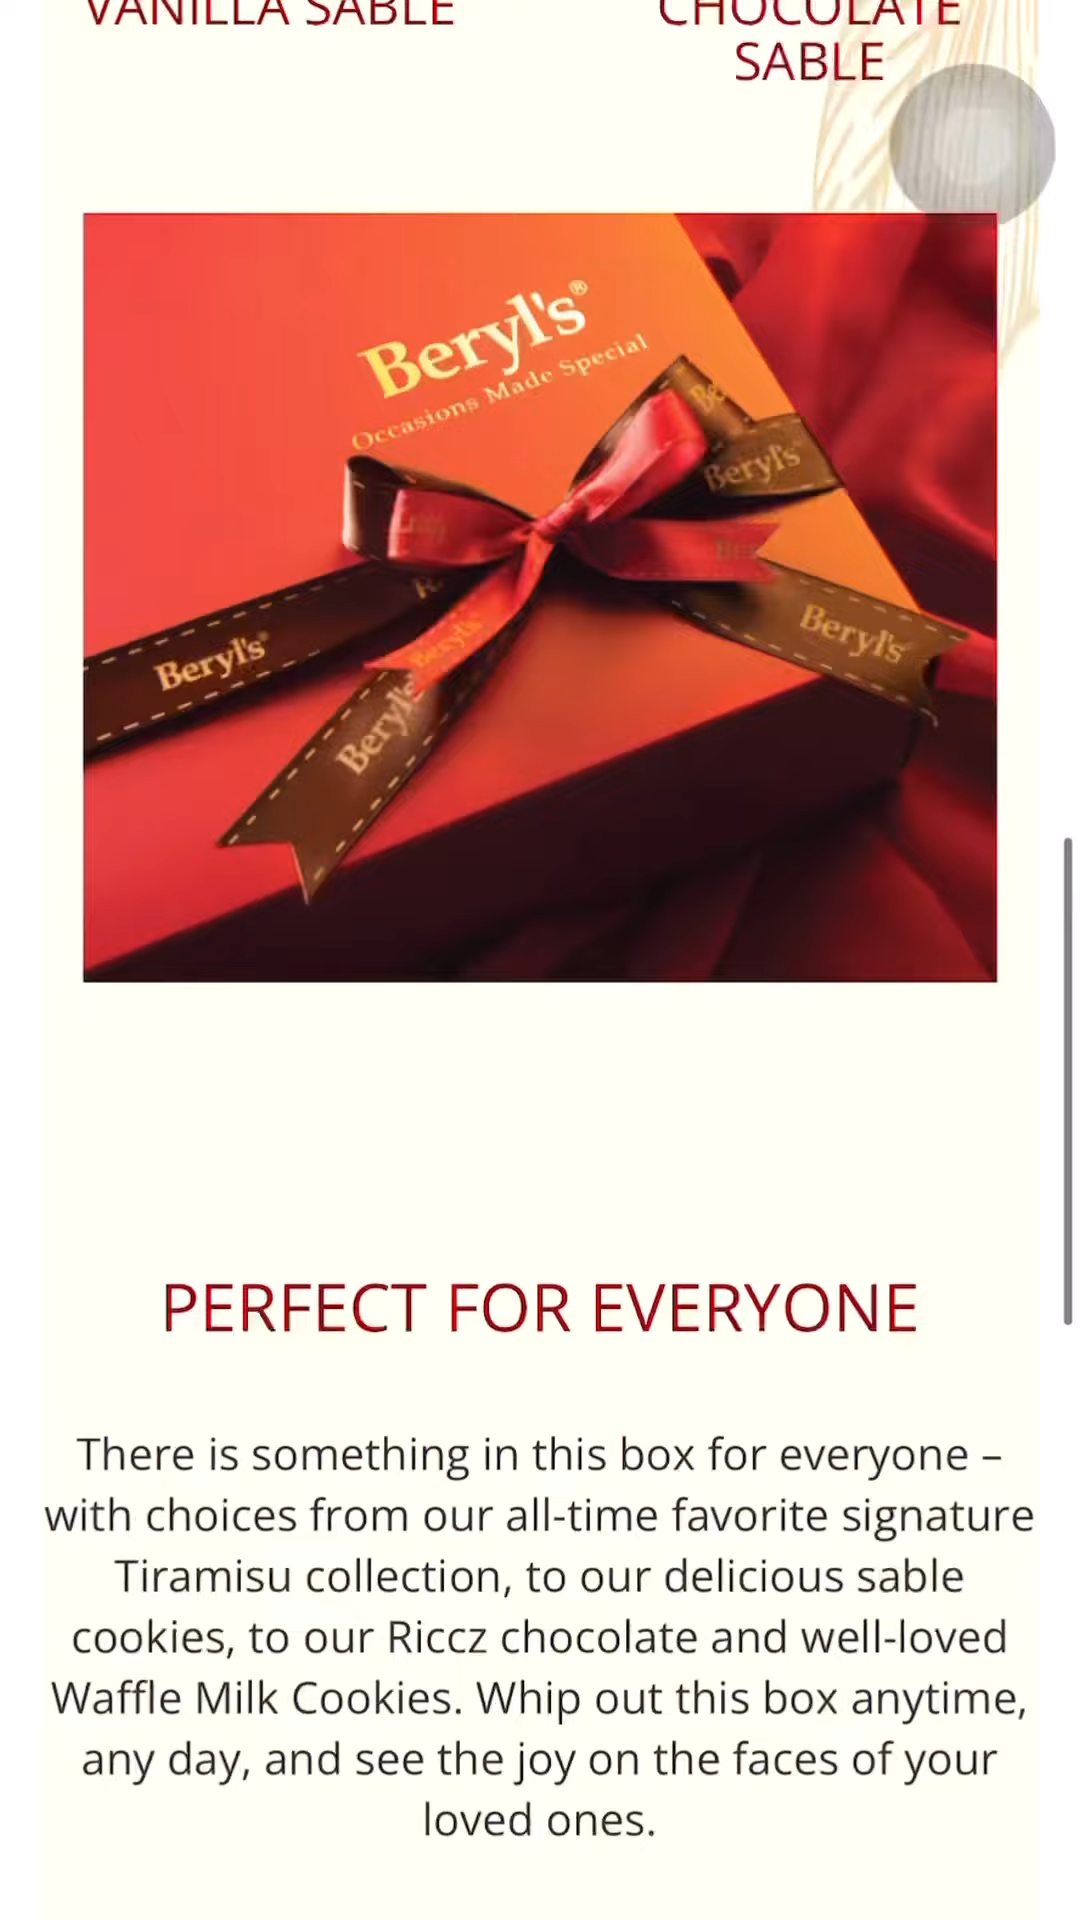 VANILLA SABLE
CHOCOLATE
SABLE
Beryl's®
Occasions Made Special
Be
Beryl's
Beryl's
Beryl's
Beryl's
Beryl's
PERFECT FOR EVERYONE
There is something in this box for everyone –
with choices from our all-time favorite signature
Tiramisu collection, to our delicious sable
cookies, to our Riccz chocolate and well-loved
Waffle Milk Cookies. Whip out this box anytime,
any day, and see the joy on the faces of your
loved ones.